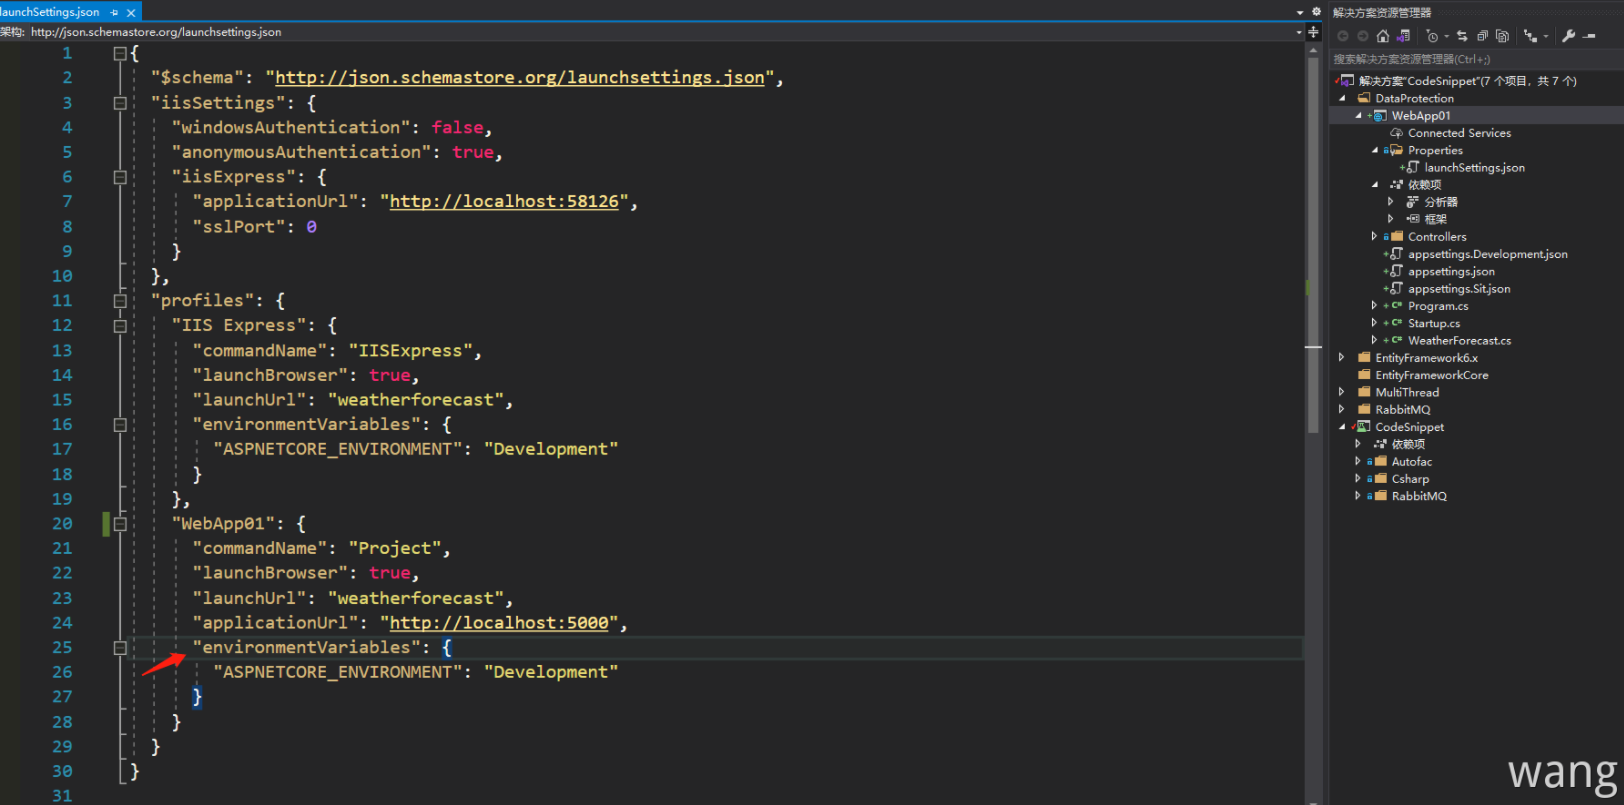 launchSettings.json
架构: http://json.schemastore.org/launchsettings.json
1 {
2 "$schema": "http://json.schemastore.org/launchsettings.json",
3 "iisSettings": {
4 "windowsAuthentication": false,
5 "anonymousAuthentication": true,
6 "iisExpress": {
7 "applicationUrl": "http://localhost:58126",
8 "sslPort": 0
9 }
10 },
11 "profiles": {
12 "IIS Express": {
13 "commandName": "IISExpress",
14 "launchBrowser": true,
15 "launchUrl": "weatherforecast",
16 "environmentVariables": {
17 "ASPNETCORE_ENVIRONMENT": "Development"
18 }
19 },
20 "WebApp01": {
21 "commandName": "Project",
22 "launchBrowser": true,
23 "launchUrl": "weatherforecast",
24 "applicationUrl": "http://localhost:5000",
25 "environmentVariables": {
26 "ASPNETCORE_ENVIRONMENT": "Development"
27 }
28 }
29 }
30 }
31
解决方案资源管理器
搜索解决方案资源管理器(Ctrl+;)
解决方案"CodeSnippet"(7 个项目，共 7 个)
DataProtection
WebApp01
Connected Services
Properties
launchSettings.json
依赖项
分析器
框架
Controllers
appsettings.Development.json
appsettings.json
appsettings.Sit.json
C# Program.cs
C# Startup.cs
C# WeatherForecast.cs
EntityFramework6.x
EntityFrameworkCore
MultiThread
RabbitMQ
CodeSnippet
依赖项
Autofac
Csharp
RabbitMQ
wang